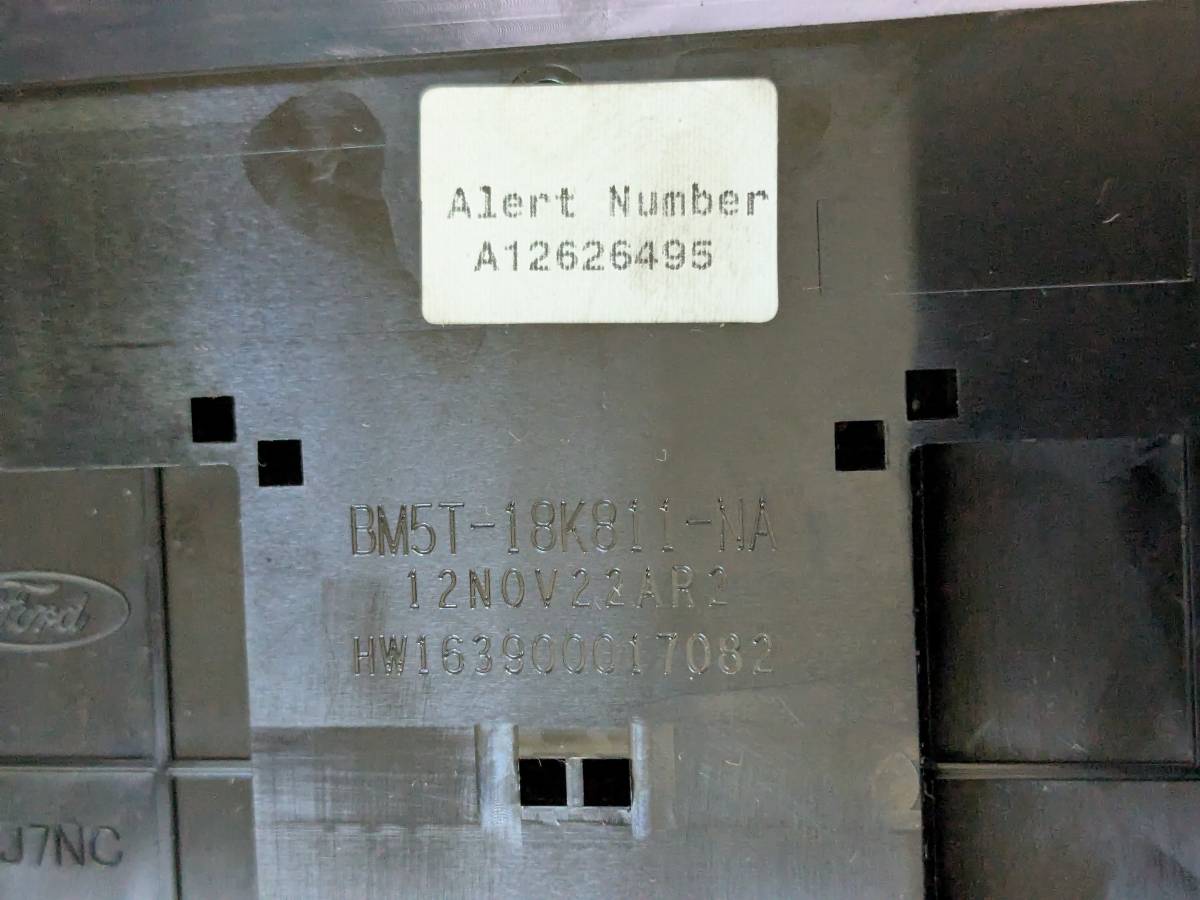 Alert Number
A12626495
BM5T-18K811-NA
12NOV22AR2
HW163900017082
Ford
J7NC